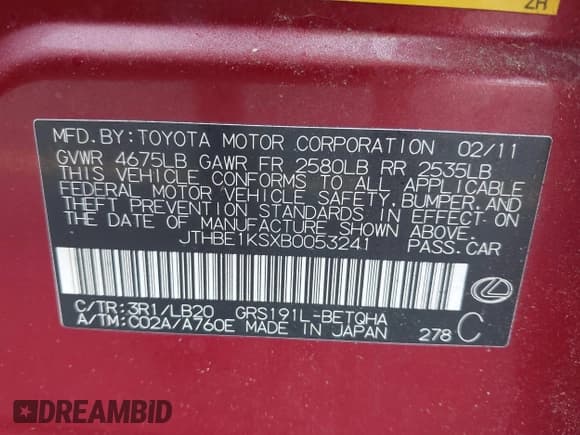 2H
MFD.BY:TOYOTA MOTOR CORPORATION 02/11
GVWR 4675LB GAWR FR 2580LB RR 2535LB
THIS VEHICLE CONFORMS TO ALL APPLICABLE
FEDERAL MOTOR VEHICLE SAFETY,BUMPER,AND
THEFT PREVENTION STANDARDS IN EFFECT ON
THE DATE OF MANUFACTURE SHOWN ABOVE.
JTHBE1KSXB0053241 PASS.CAR
C/TR:3R1/LB20 GRS191L-BETQHA
A/TM:C02A/A760E MADE IN JAPAN 278 C
DREAMBID